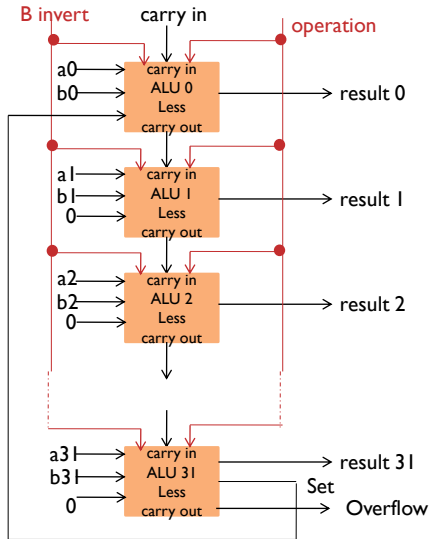 B invert carry in operation
a0 carry in
b0 ALU 0 result 0
Less
carry out
a1 carry in
b1 ALU 1 result 1
0 Less
carry out
a2 carry in
b2 ALU 2 result 2
0 Less
carry out
a31 carry in
b31 ALU 31 result 31
0 Less Set
carry out Overflow